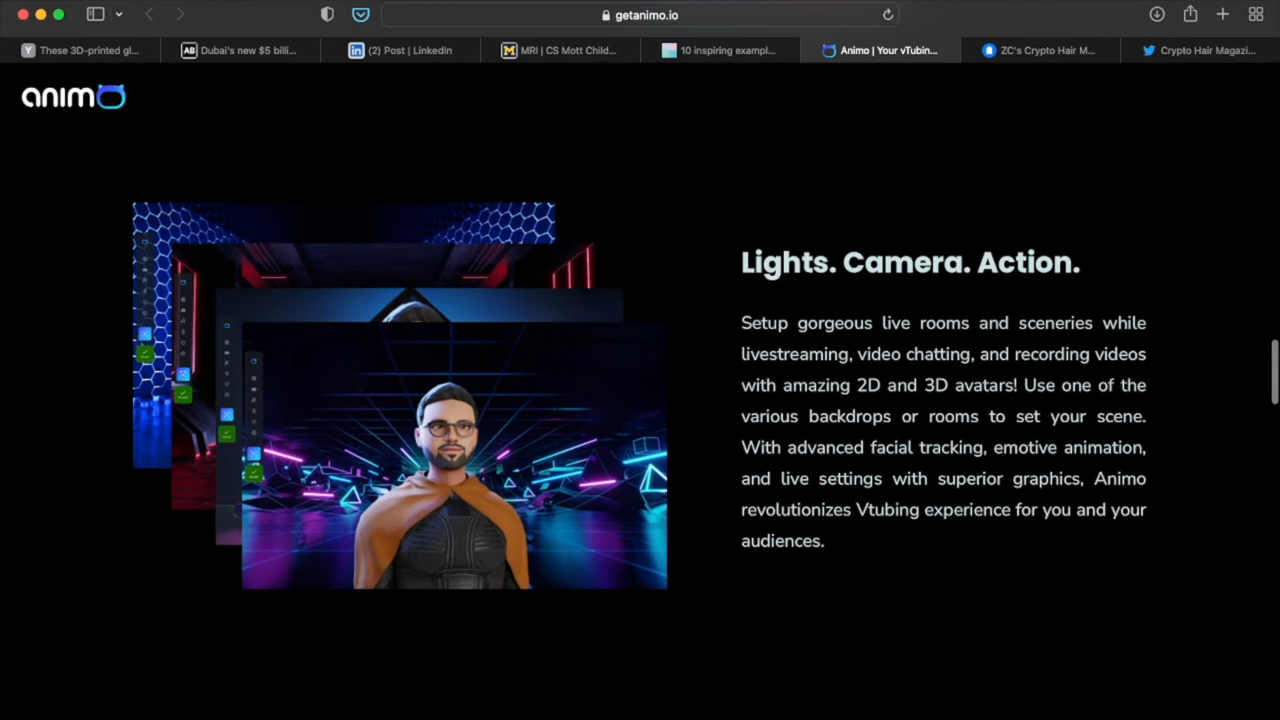 getanimo.io
These 3D-printed gl...
Dubai's new $5 billi...
(2) Post | LinkedIn
MRI | CS Mott Child...
10 inspiring exampl...
Animo | Your vTubin...
ZC's Crypto Hair M...
Crypto Hair Magazi...
anim
Lights. Camera. Action.
Setup gorgeous live rooms and sceneries while
livestreaming, video chatting, and recording videos
with amazing 2D and 3D avatars! Use one of the
various backdrops or rooms to set your scene.
With advanced facial tracking, emotive animation,
and live settings with superior graphics, Animo
revolutionizes Vtubing experience for you and your
audiences.